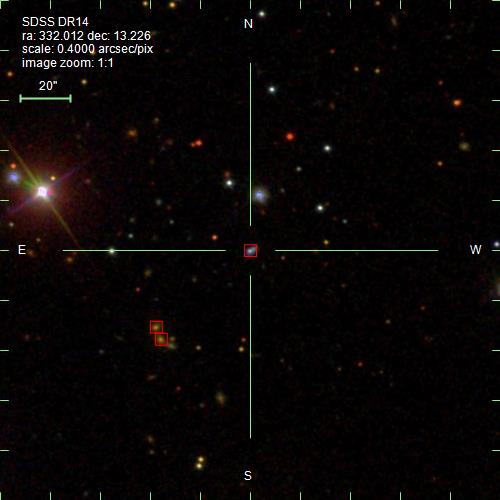 SDSS DR14
ra: 332.012 dec: 13.226
scale: 0.4000 arcsec/pix
image zoom: 1:1
20"
N
E
W
S